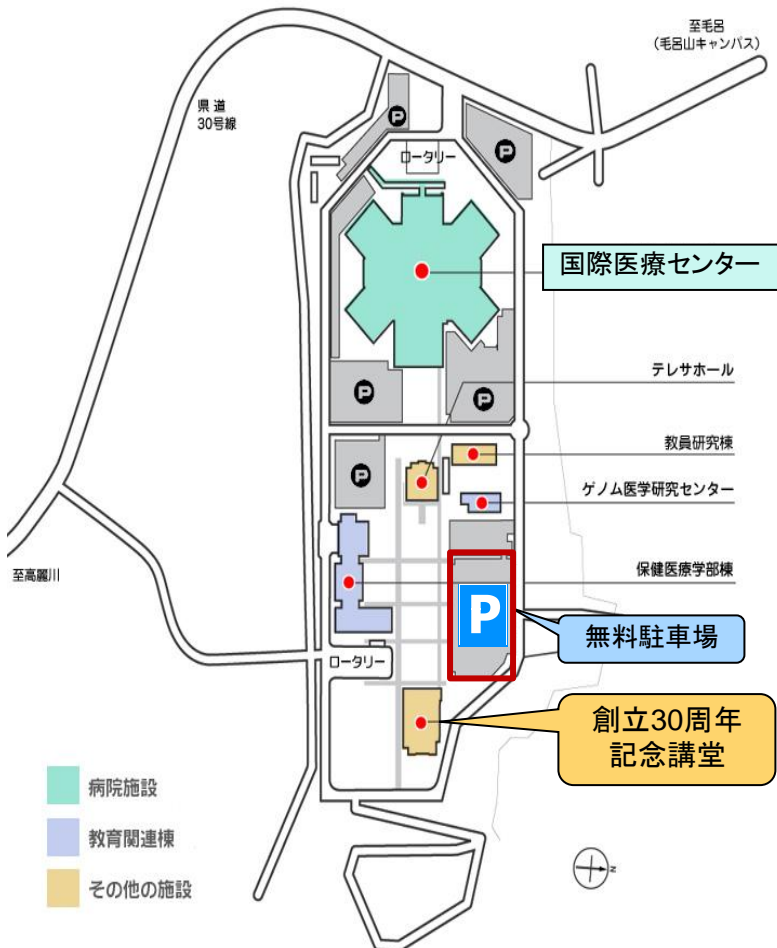 至毛呂
(毛呂山キャンパス)
県道
30号線
P
ロータリー
P
国際医療センター
テレサホール
P
P
教員研究棟
P
ゲノム医学研究センター
至高麗川
保健医療学部棟
P
無料駐車場
ロータリー
創立30周年
記念講堂
病院施設
教育関連棟
その他の施設
N